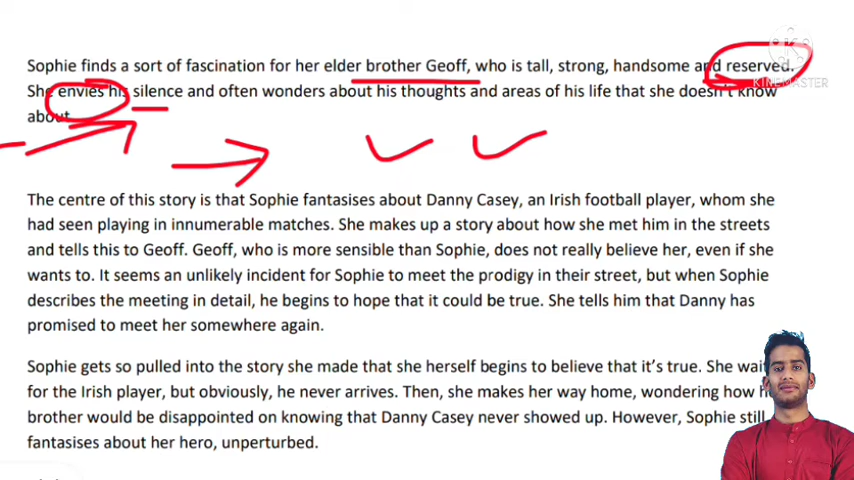 KINEMASTER
Sophie finds a sort of fascination for her elder brother Geoff, who is tall, strong, handsome and reserved.
She envies his silence and often wonders about his thoughts and areas of his life that she doesn't know
about.
The centre of this story is that Sophie fantasises about Danny Casey, an Irish football player, whom she
had seen playing in innumerable matches. She makes up a story about how she met him in the streets
and tells this to Geoff. Geoff, who is more sensible than Sophie, does not really believe her, even if she
wants to. It seems an unlikely incident for Sophie to meet the prodigy in their street, but when Sophie
describes the meeting in detail, he begins to hope that it could be true. She tells him that Danny has
promised to meet her somewhere again.
Sophie gets so pulled into the story she made that she herself begins to believe that it's true. She
for the Irish player, but obviously, he never arrives. Then, she makes her way home, wondering how
brother would be disappointed on knowing that Danny Casey never showed up. However, Sophie still
fantasises about her hero, unperturbed.